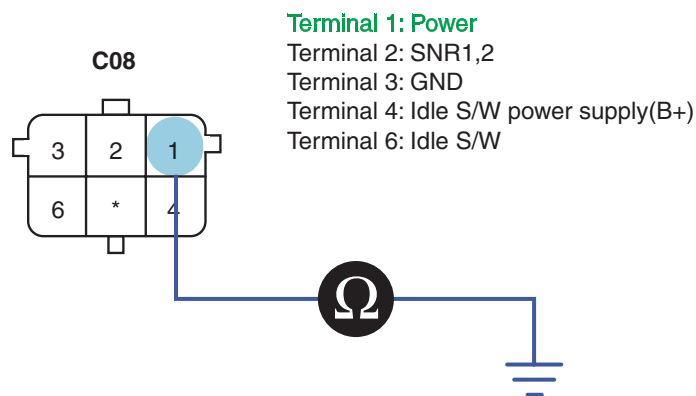 Terminal 1: Power
Terminal 2: SNR1,2
Terminal 3: GND
Terminal 4: Idle S/W power supply(B+)
Terminal 6: Idle S/W
C08
3 2 1
6 * 4
Ω